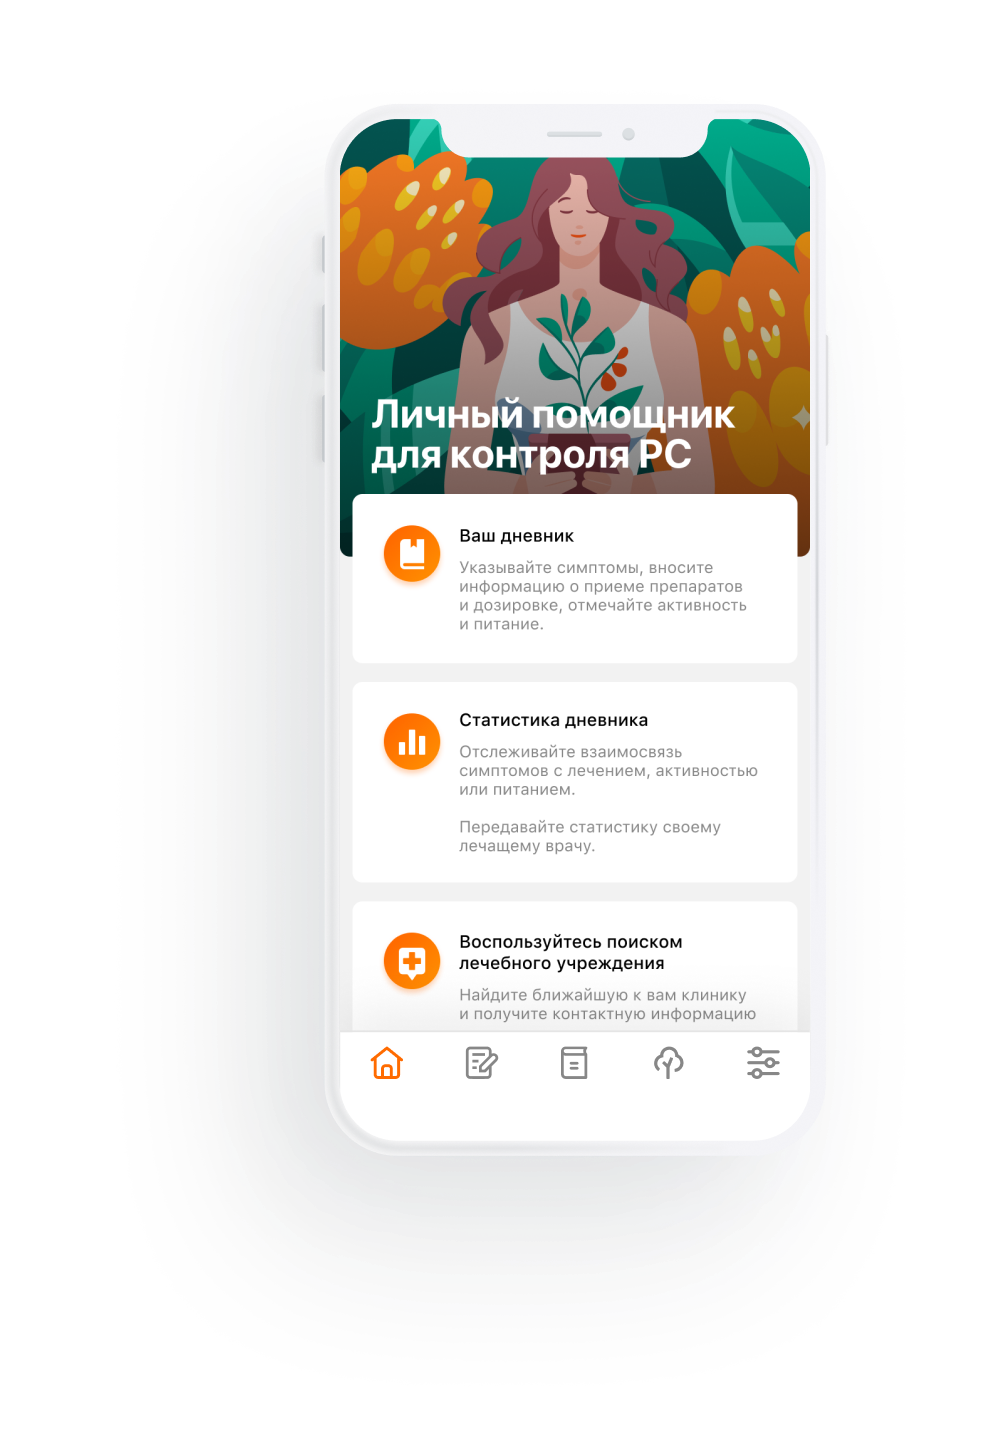 Личный помощник
для контроля РС
Ваш дневник
Указывайте симптомы, вносите
информацию о приеме препаратов
и дозировке, отмечайте активность
и питание.
Статистика дневника
Отслеживайте взаимосвязь
симптомов с лечением, активностью
или питанием.
Передавайте статистику своему
лечащему врачу.
Воспользуйтесь поиском
лечебного учреждения
Найдите ближайшую к вам клинику
и получите контактную информацию